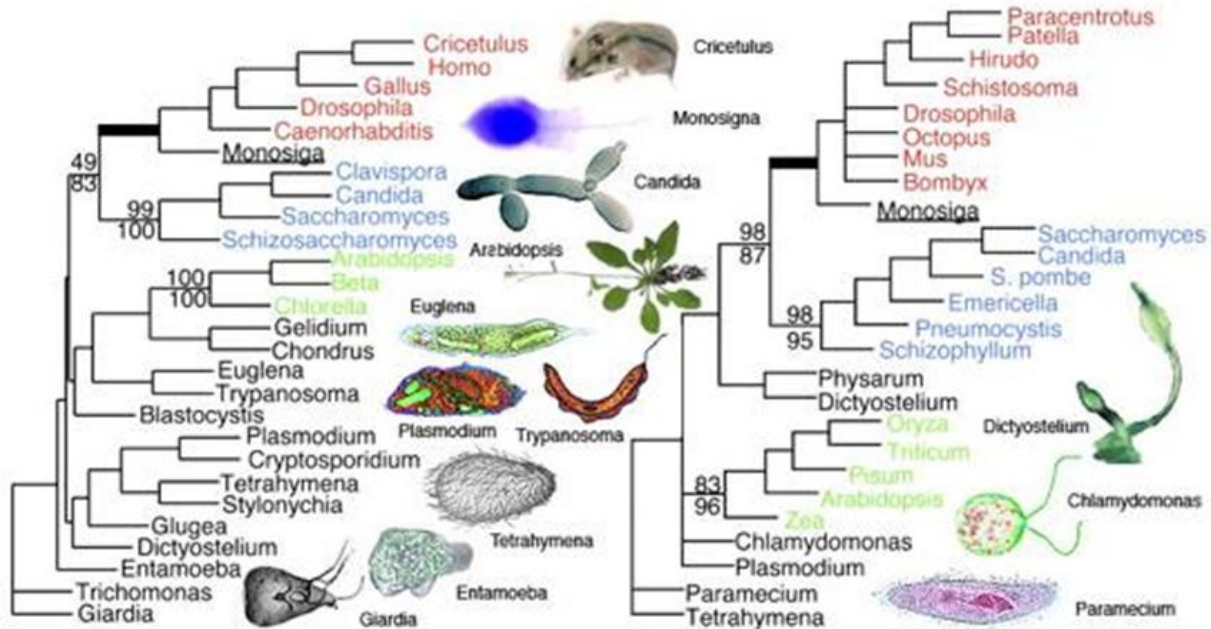 Cricetulus
Homo
Gallus
Drosophila
Caenorhabditis
Monosiga
49
83
Clavispora
Candida
Saccharomyces
Schizosaccharomyces
99
100
Arabidopsis
Beta
Chlorella
100
100
Gelidium
Chondrus
Euglena
Trypanosoma
Blastocystis
Plasmodium
Cryptosporidium
Tetrahymena
Stylonychia
Glugea
Dictyostelium
Entamoeba
Trichomonas
Giardia
Cricetulus
Monosigna
Candida
Arabidopsis
Euglena
Plasmodium
Trypanosoma
Tetrahymena
Entamoeba
Giardia
Paracentrotus
Patella
Hirudo
Schistosoma
Drosophila
Octopus
Mus
Bombyx
Monosiga
98
87
Saccharomyces
Candida
S. pombe
Emericella
Pneumocystis
Schizophyllum
98
95
Physarum
Dictyostelium
Oryza
Triticum
Pisum
Arabidopsis
Zea
83
96
Chlamydomonas
Plasmodium
Paramecium
Tetrahymena
Dictyostelium
Chlamydomonas
Paramecium